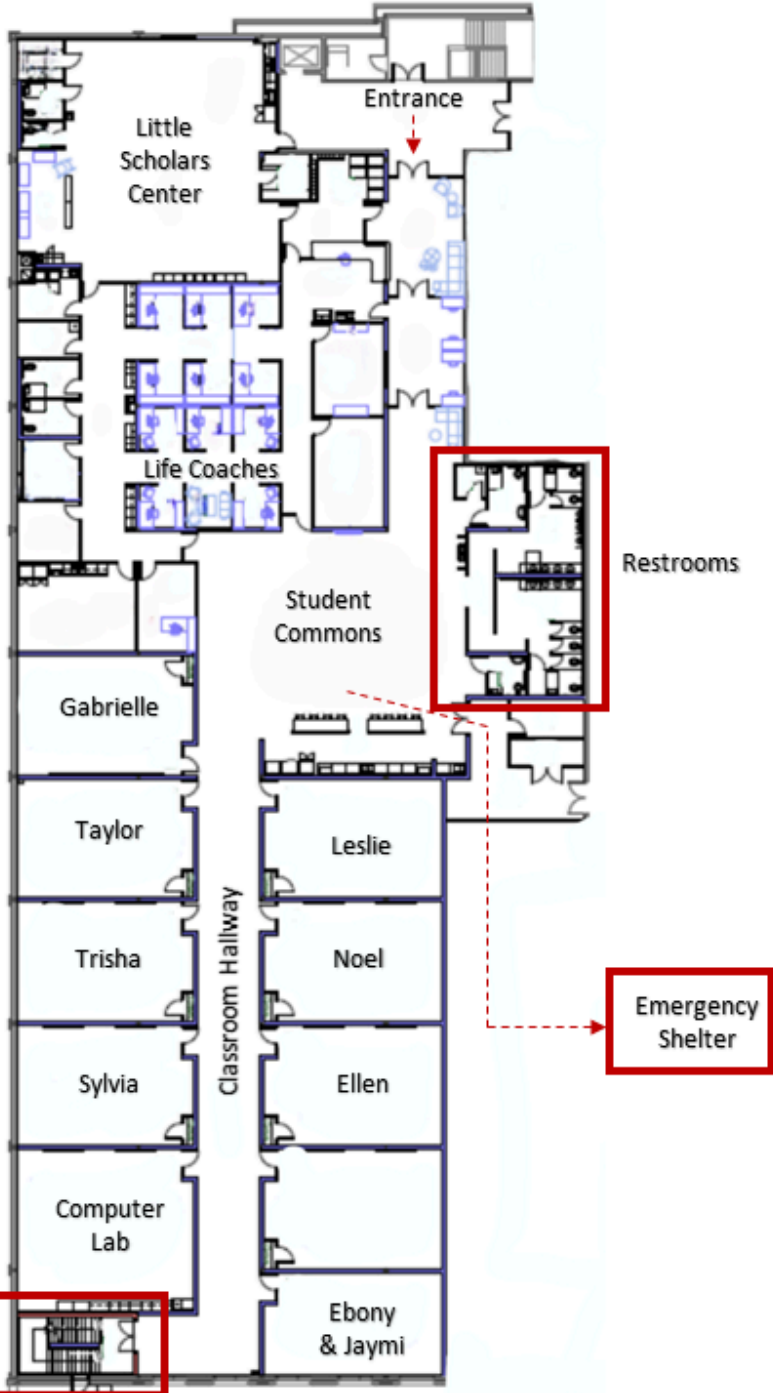 Entrance
Little
Scholars
Center
Life Coaches
Restrooms
Student
Commons
Gabrielle
Taylor
Leslie
Classroom Hallway
Trisha
Noel
Emergency
Shelter
Sylvia
Ellen
Computer
Lab
Ebony
& Jaymi